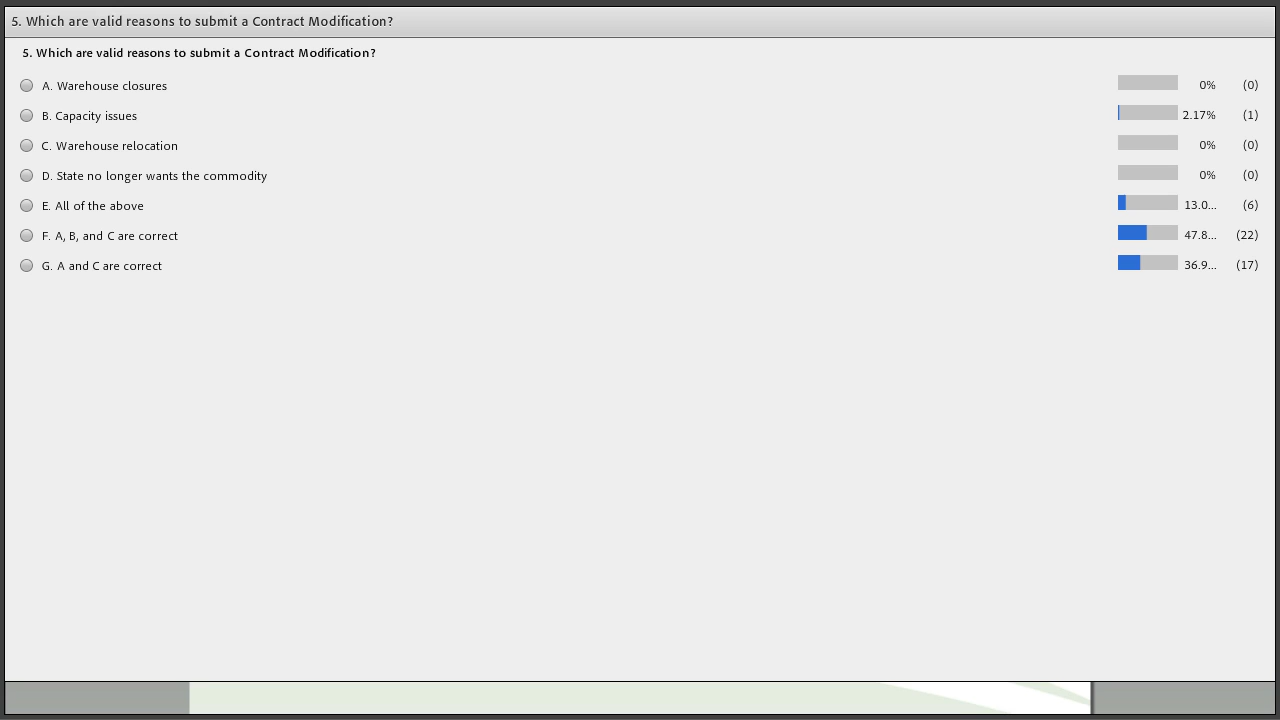 5. Which are valid reasons to submit a Contract Modification?
5. Which are valid reasons to submit a Contract Modification?
A. Warehouse closures 0% (0)
B. Capacity issues 2.17% (1)
C. Warehouse relocation 0% (0)
D. State no longer wants the commodity 0% (0)
E. All of the above 13.0... (6)
F. A, B, and C are correct 47.8... (22)
G. A and C are correct 36.9... (17)